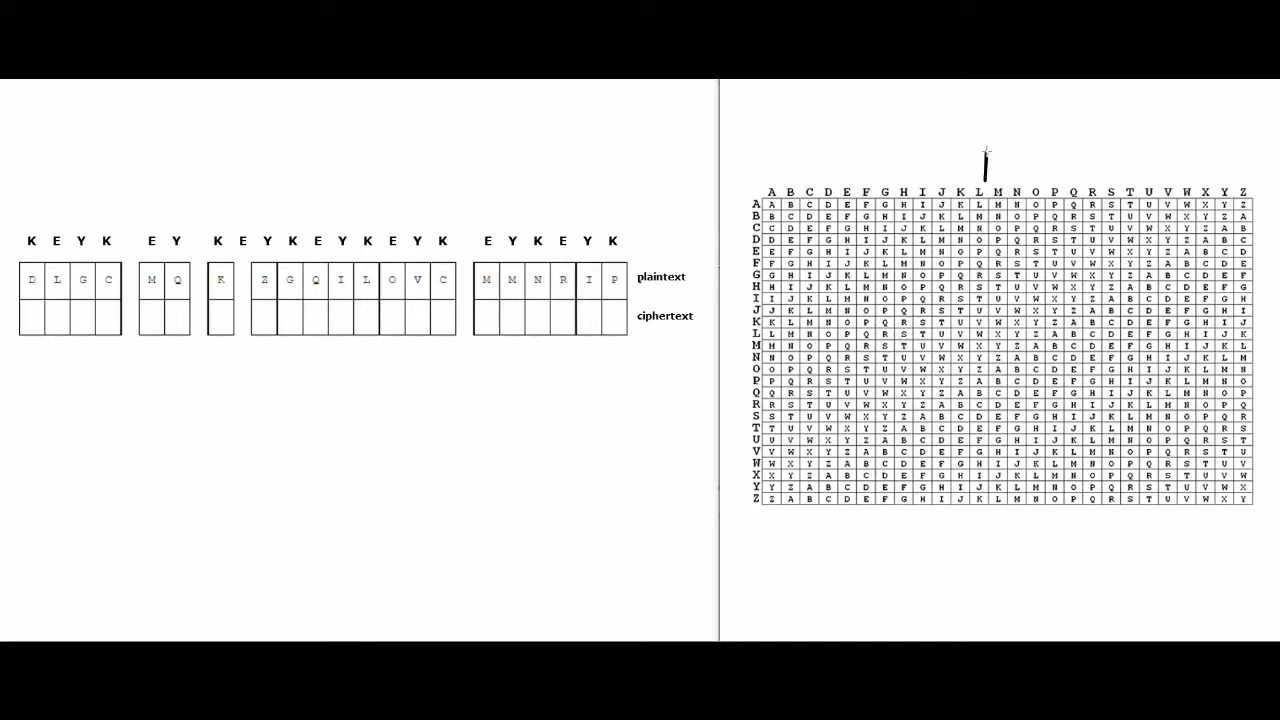 K E Y K E Y K E Y K E Y K E Y K E Y K E Y K
D L G C M Q K Z G Q I L O V C M M N R I P plaintext
ciphertext
A B C D E F G H I J K L M N O P Q R S T U V W X Y Z
A A B C D E F G H I J K L M N O P Q R S T U V W X Y Z
B B C D E F G H I J K L M N O P Q R S T U V W X Y Z A
C C D E F G H I J K L M N O P Q R S T U V W X Y Z A B
D D E F G H I J K L M N O P Q R S T U V W X Y Z A B C
E E F G H I J K L M N O P Q R S T U V W X Y Z A B C D
F F G H I J K L M N O P Q R S T U V W X Y Z A B C D E
G G H I J K L M N O P Q R S T U V W X Y Z A B C D E F
H H I J K L M N O P Q R S T U V W X Y Z A B C D E F G
I I J K L M N O P Q R S T U V W X Y Z A B C D E F G H
J J K L M N O P Q R S T U V W X Y Z A B C D E F G H I
K K L M N O P Q R S T U V W X Y Z A B C D E F G H I J
L L M N O P Q R S T U V W X Y Z A B C D E F G H I J K
M M N O P Q R S T U V W X Y Z A B C D E F G H I J K L
N N O P Q R S T U V W X Y Z A B C D E F G H I J K L M
O O P Q R S T U V W X Y Z A B C D E F G H I J K L M N
P P Q R S T U V W X Y Z A B C D E F G H I J K L M N O
Q Q R S T U V W X Y Z A B C D E F G H I J K L M N O P
R R S T U V W X Y Z A B C D E F G H I J K L M N O P Q
S S T U V W X Y Z A B C D E F G H I J K L M N O P Q R
T T U V W X Y Z A B C D E F G H I J K L M N O P Q R S
U U V W X Y Z A B C D E F G H I J K L M N O P Q R S T
V V W X Y Z A B C D E F G H I J K L M N O P Q R S T U
W W X Y Z A B C D E F G H I J K L M N O P Q R S T U V
X X Y Z A B C D E F G H I J K L M N O P Q R S T U V W
Y Y Z A B C D E F G H I J K L M N O P Q R S T U V W X
Z Z A B C D E F G H I J K L M N O P Q R S T U V W X Y